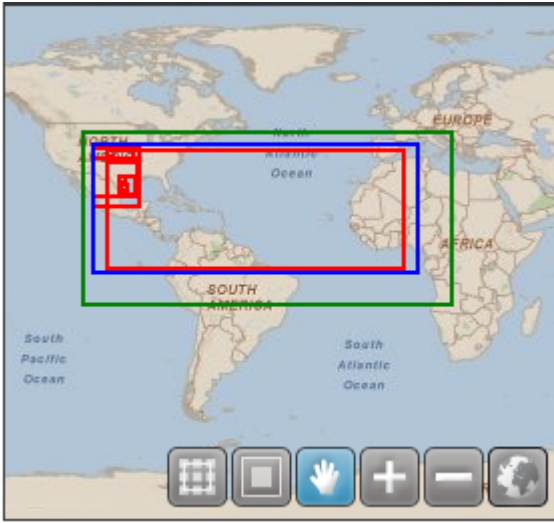 EUROPE
NORTH
North
Atlantic
Ocean
AFRICA
SOUTH
AMERICA
South
Pacific
Ocean
South
Atlantic
Ocean